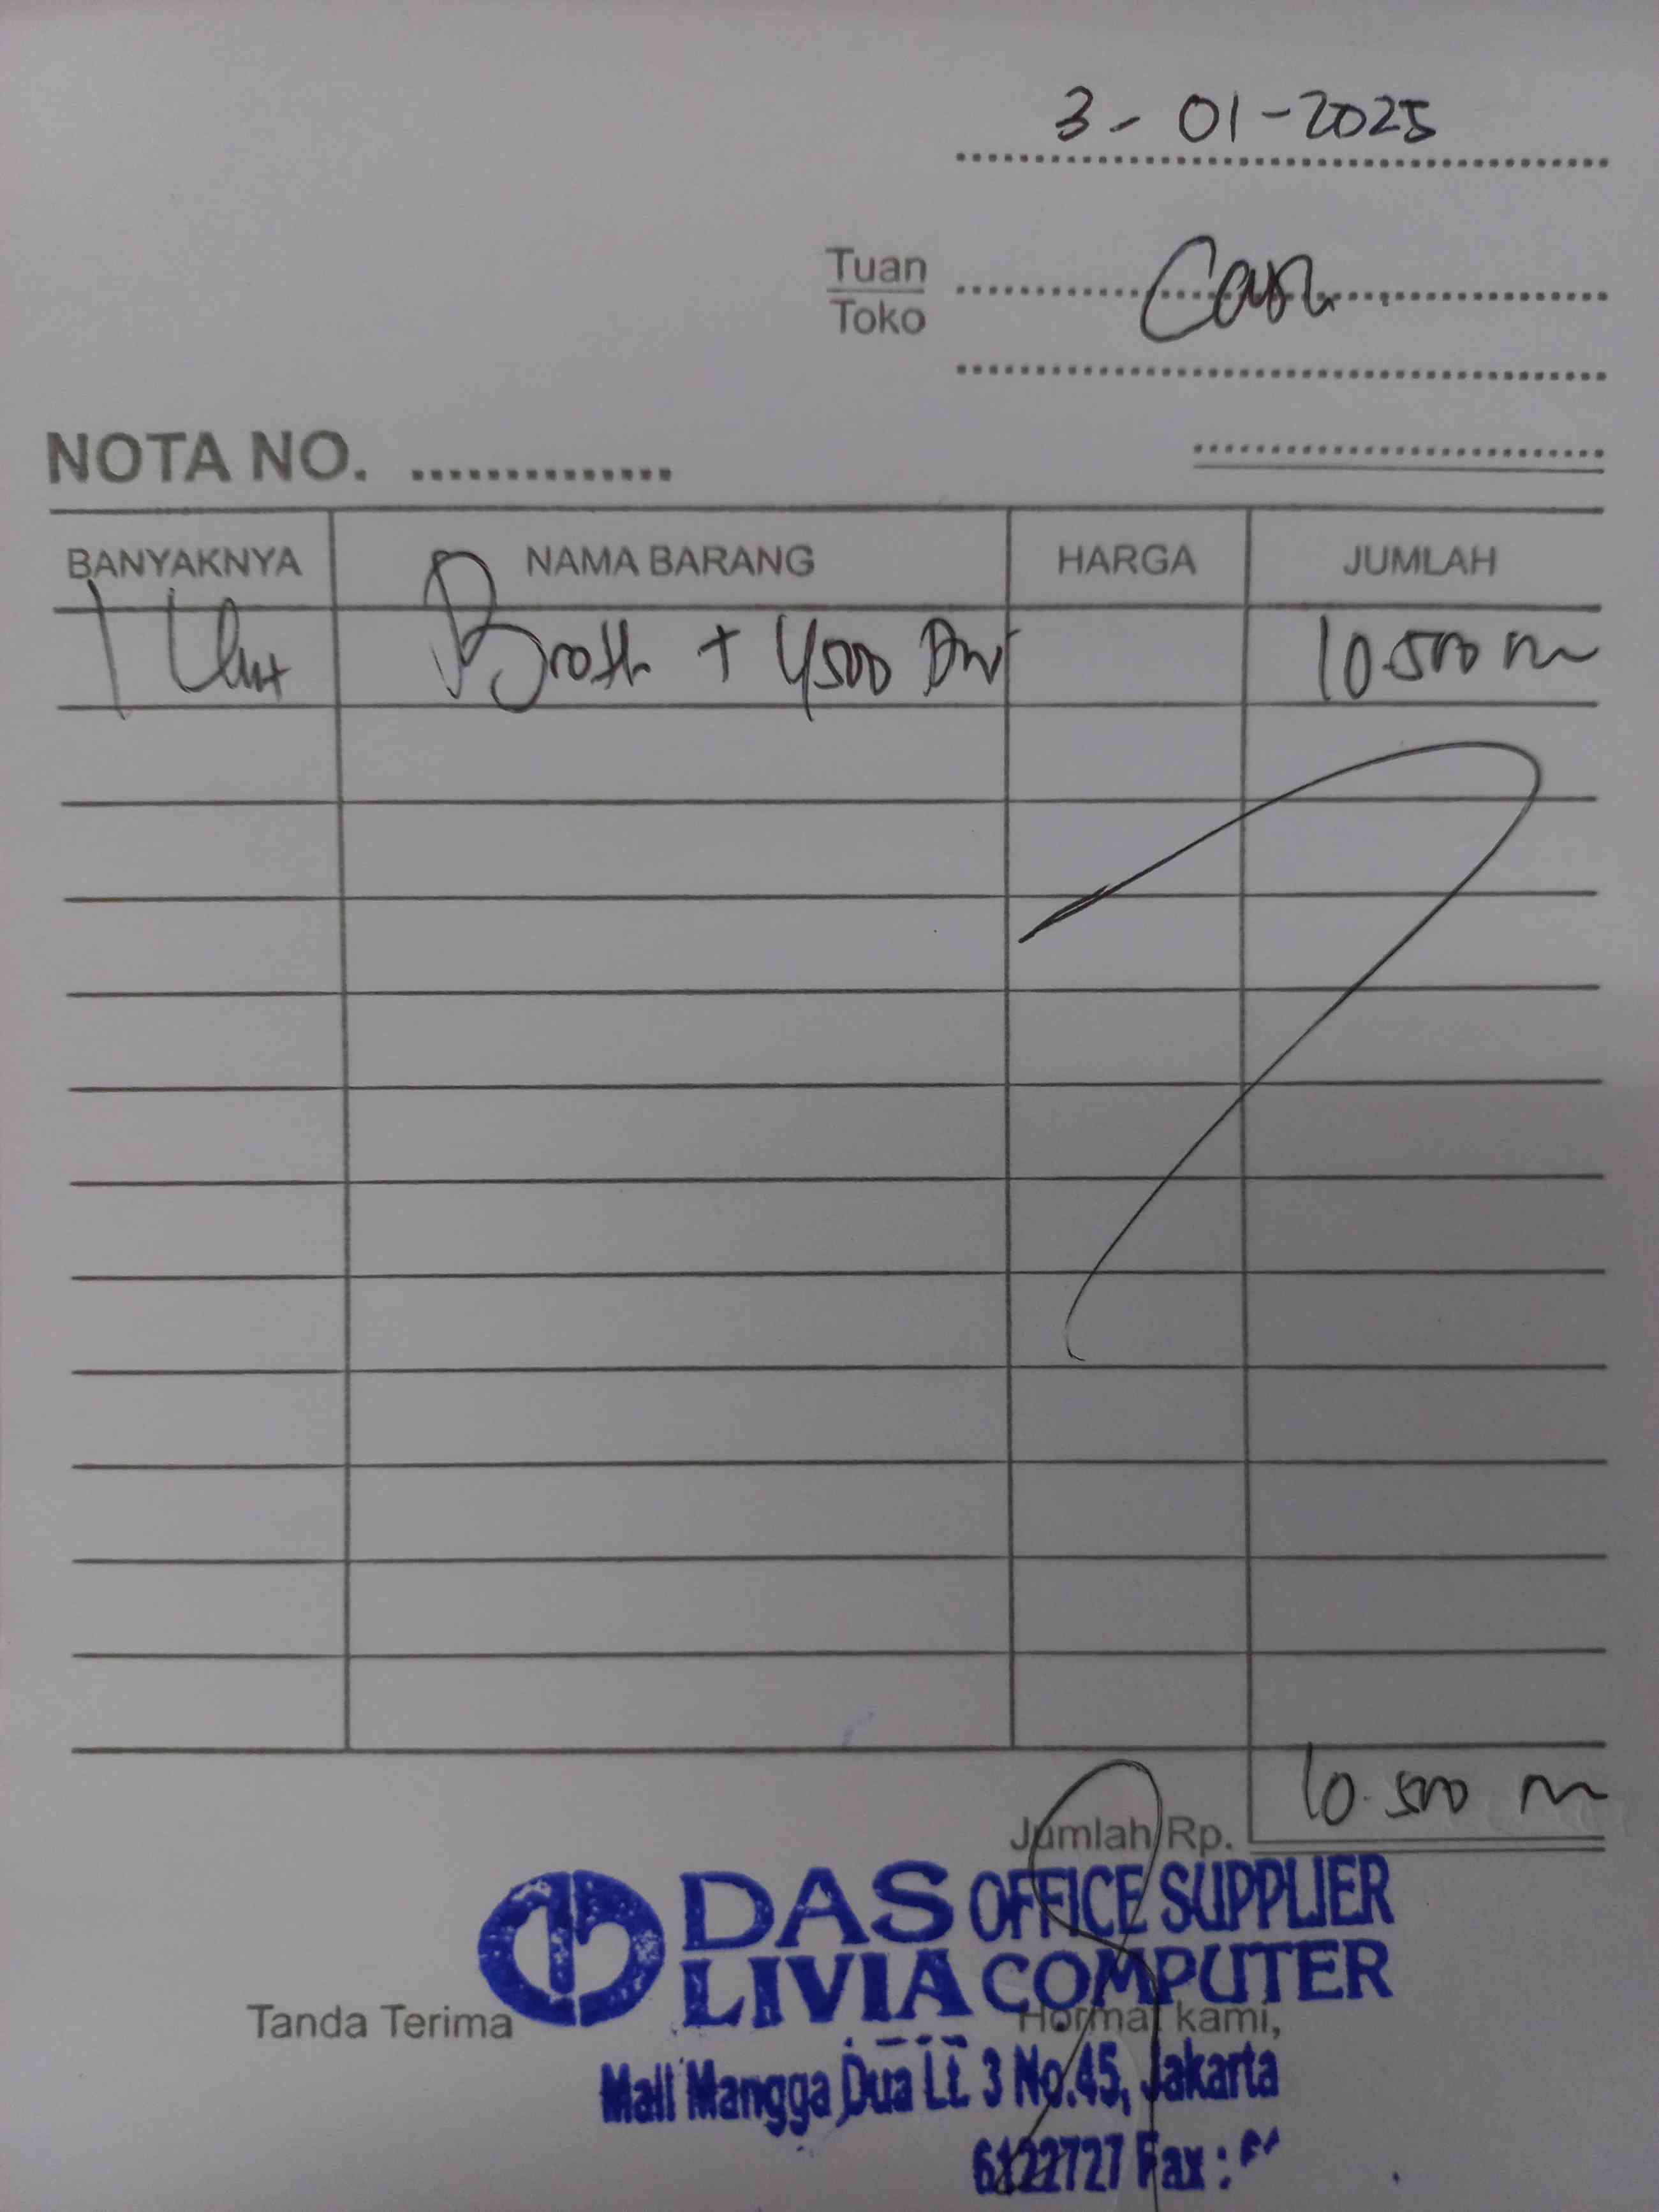 3 - 01 - 2025
Tuan
Toko
Cash
NOTA NO.
BANYAKNYA NAMA BARANG HARGA JUMLAH
1 Unit + 4500 DW 10.500 m
Jumlah Rp. 10.500 m
DAS OFFICE SUPPLIER
LIVIA COMPUTER
Tanda Terima Hormat kami,
Mall Mangga Dua Lt. 3 No.45, Jakarta
6122727 Fax :